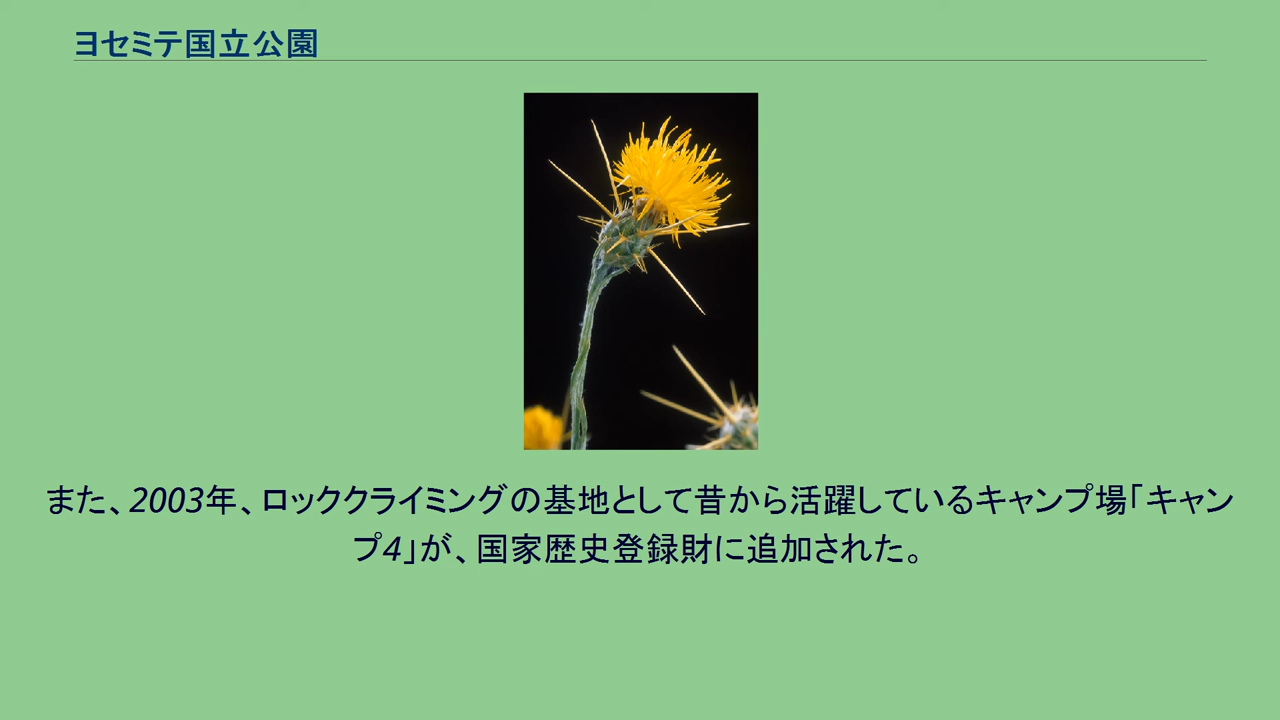 ヨセミテ国立公園
また、2003年、ロッククライミングの基地として昔から活躍しているキャンプ場「キャン
プ4」が、国家歴史登録財に追加された。